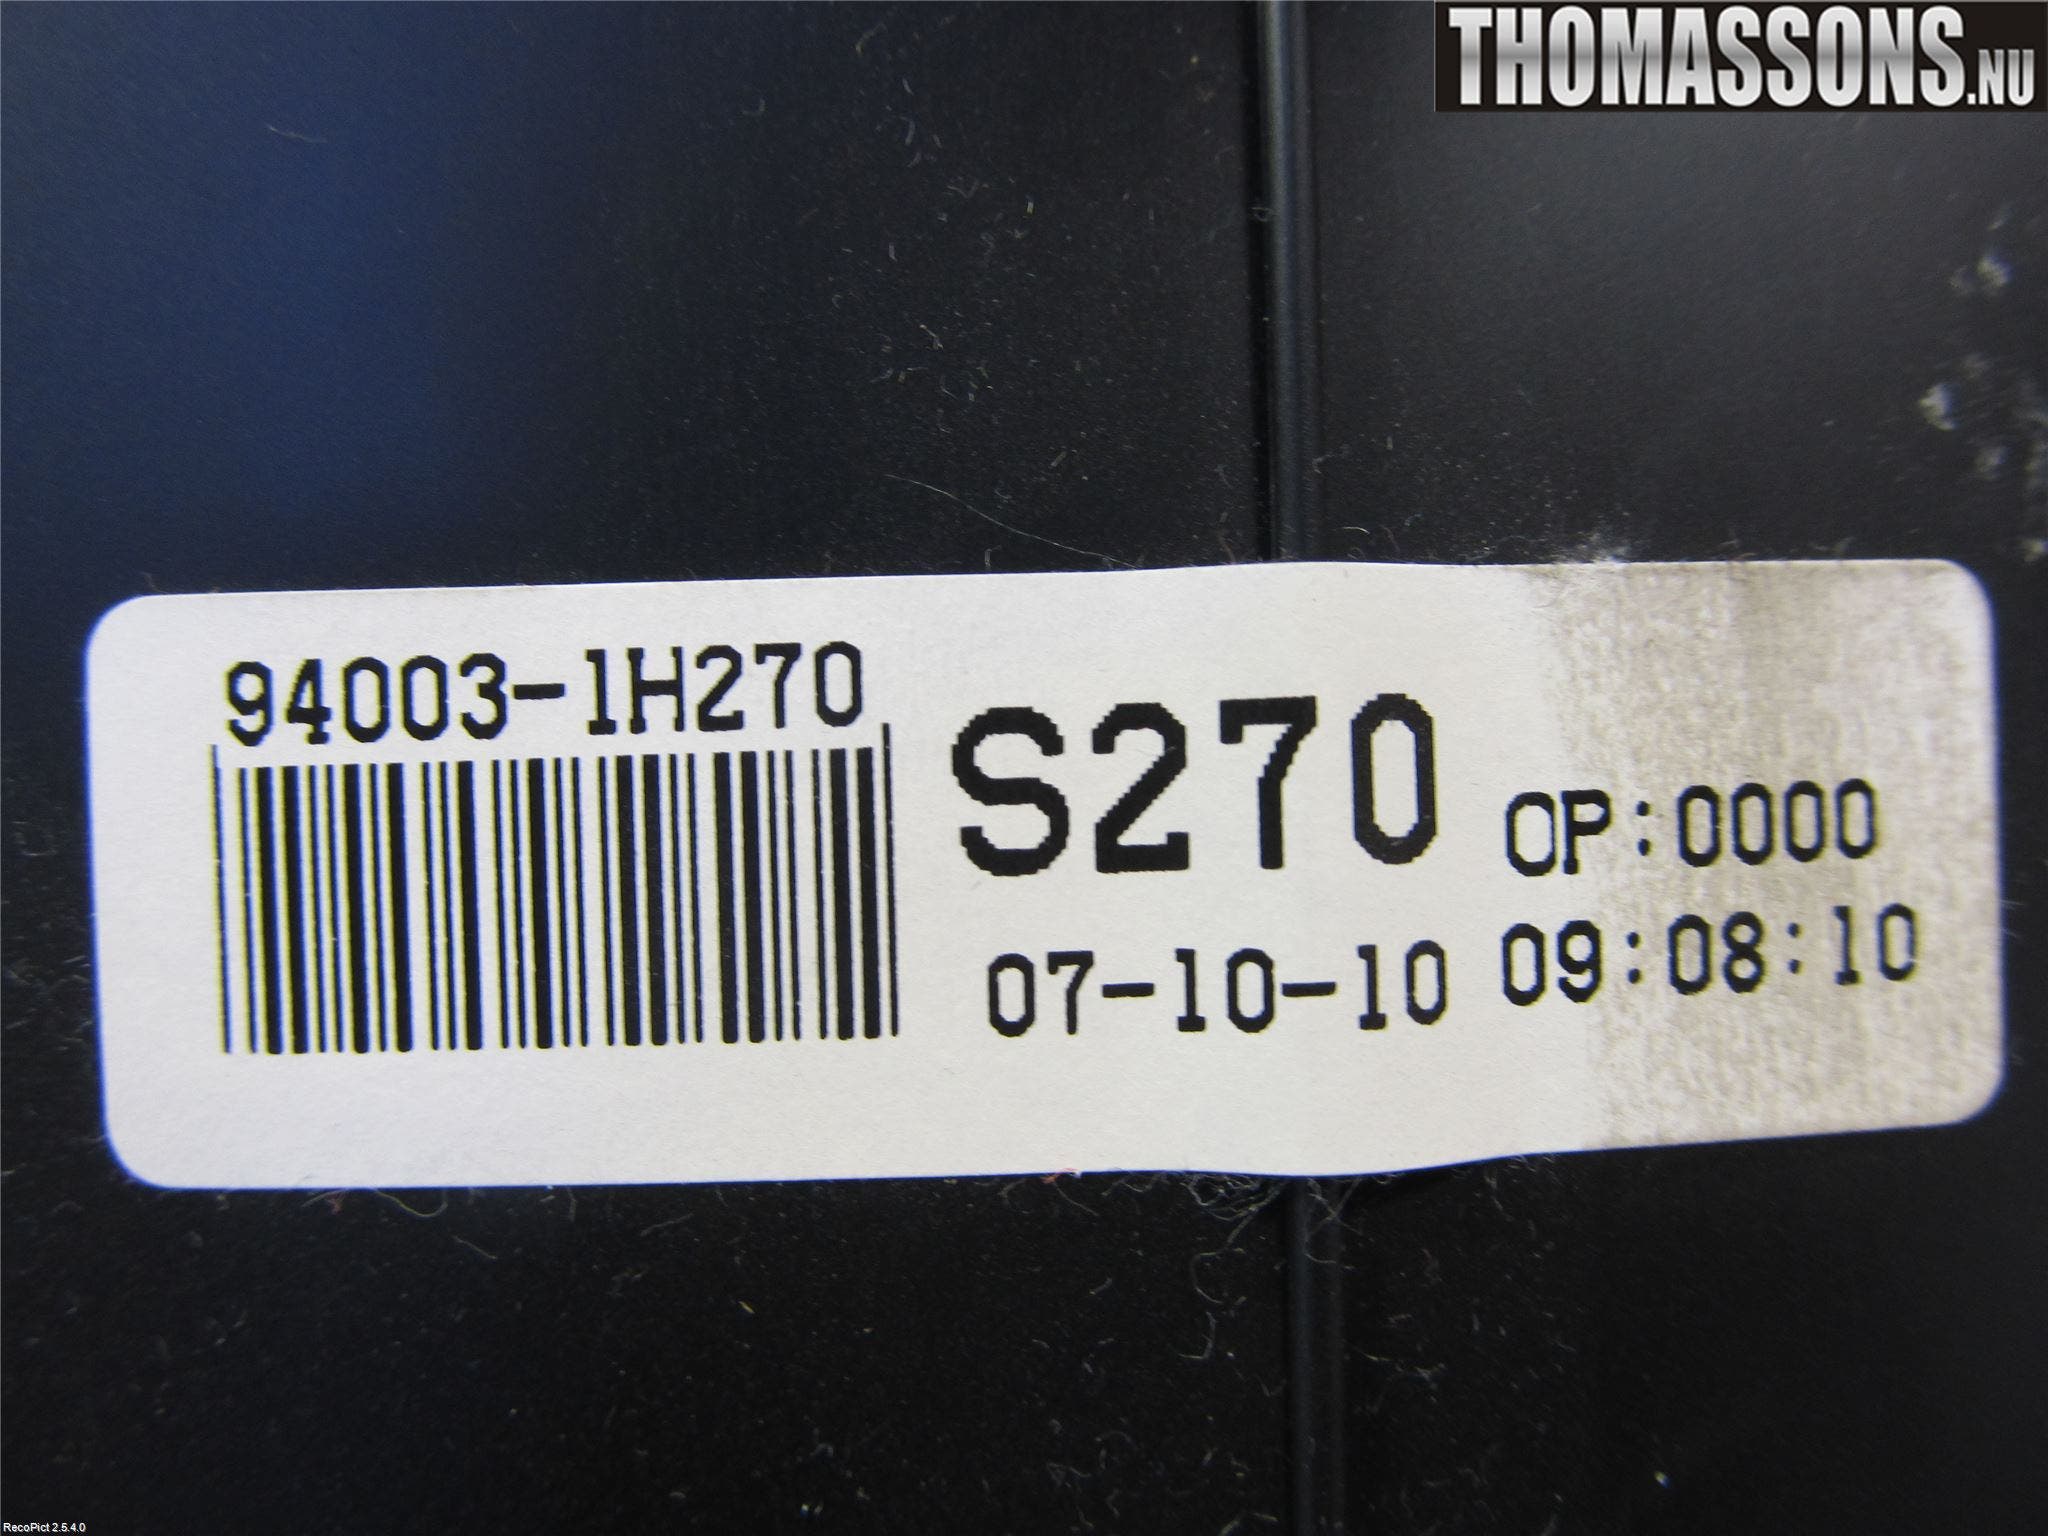 THOMASSONS.NU
94003-1H270
S270
OP:0000
07-10-10 09:08:10
RecoPict 2.5.4.0